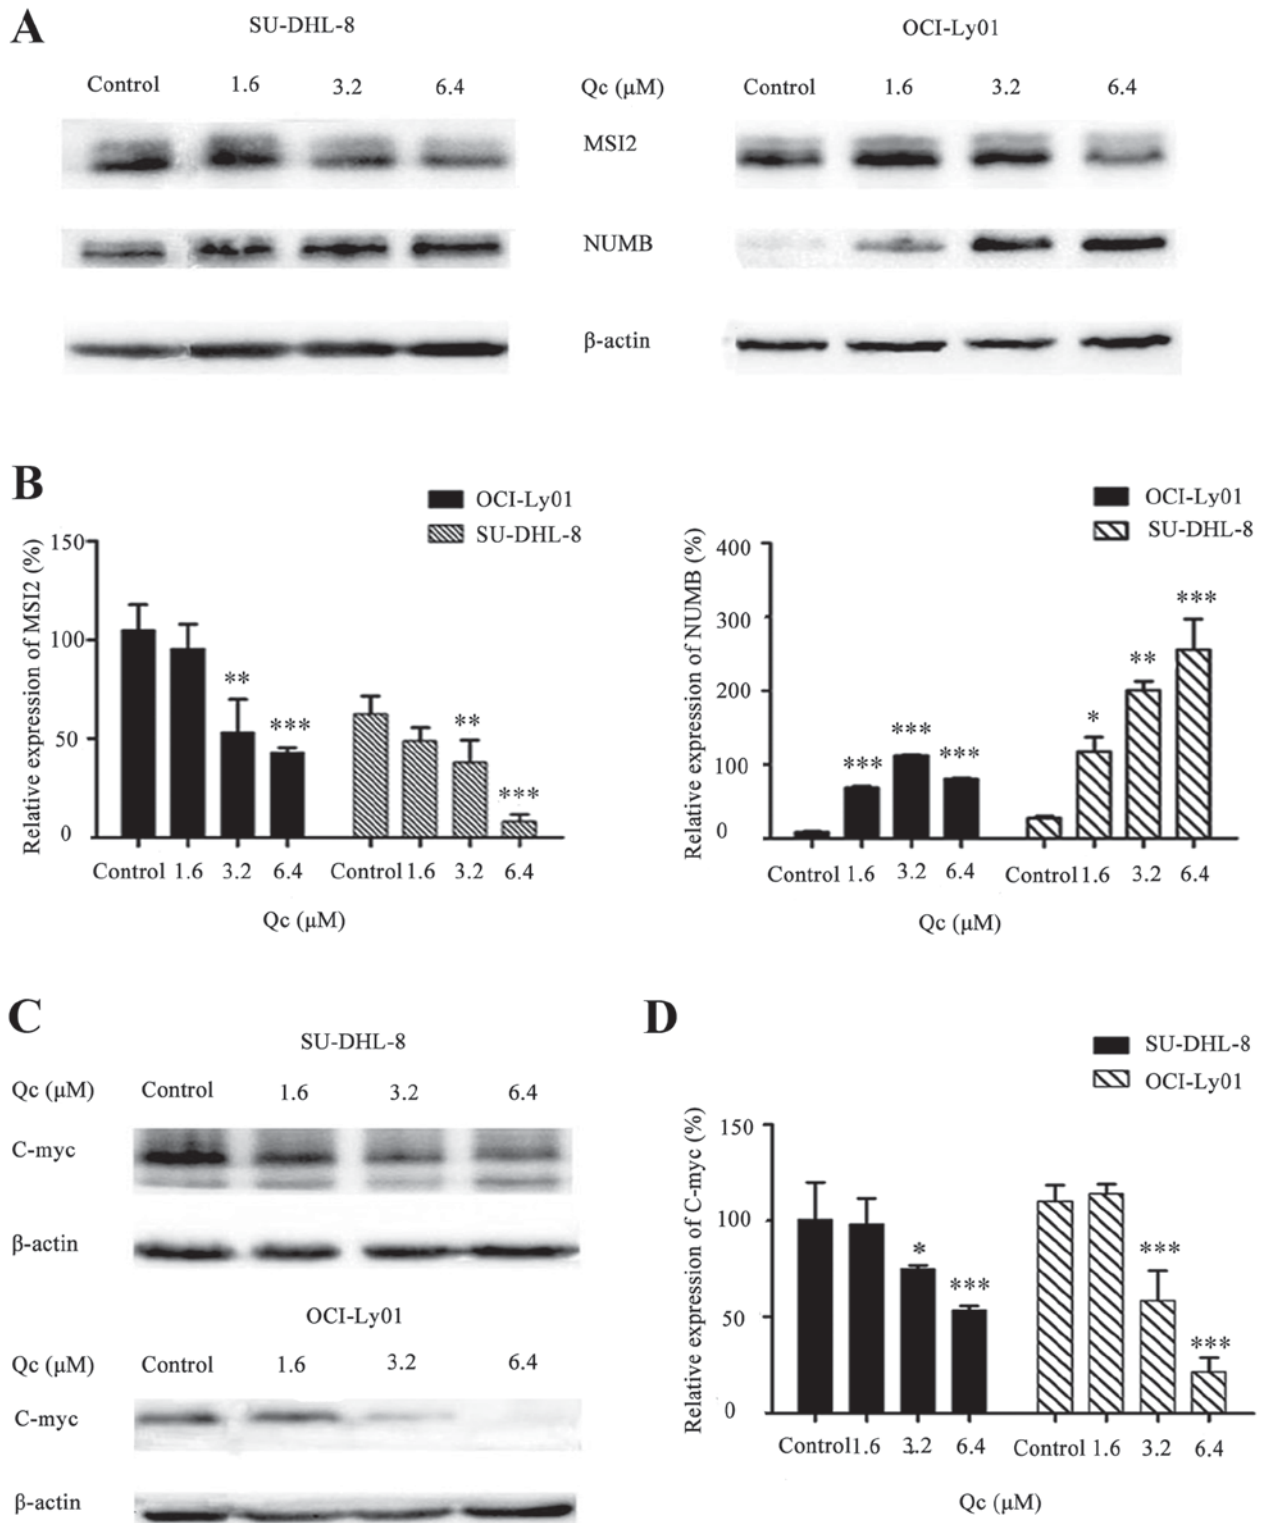 A
SU-DHL-8
OCI-Ly01
Control 1.6 3.2 6.4 Qc (μM) Control 1.6 3.2 6.4
MSI2
NUMB
β-actin
B
OCI-Ly01
SU-DHL-8
Relative expression of MSI2 (%)
150
100
50
0
**
***
**
***
Control 1.6 3.2 6.4 Control 1.6 3.2 6.4
Qc (μM)
OCI-Ly01
SU-DHL-8
Relative expression of NUMB (%)
400
300
200
100
0
***
***
***
*
**
***
Control 1.6 3.2 6.4 Control 1.6 3.2 6.4
Qc (μM)
C
SU-DHL-8
Qc (μM) Control 1.6 3.2 6.4
C-myc
β-actin
OCI-Ly01
Qc (μM) Control 1.6 3.2 6.4
C-myc
β-actin
D
SU-DHL-8
OCI-Ly01
Relative expression of C-myc (%)
150
100
50
0
*
***
***
***
Control 1.6 3.2 6.4 Control 1.6 3.2 6.4
Qc (μM)